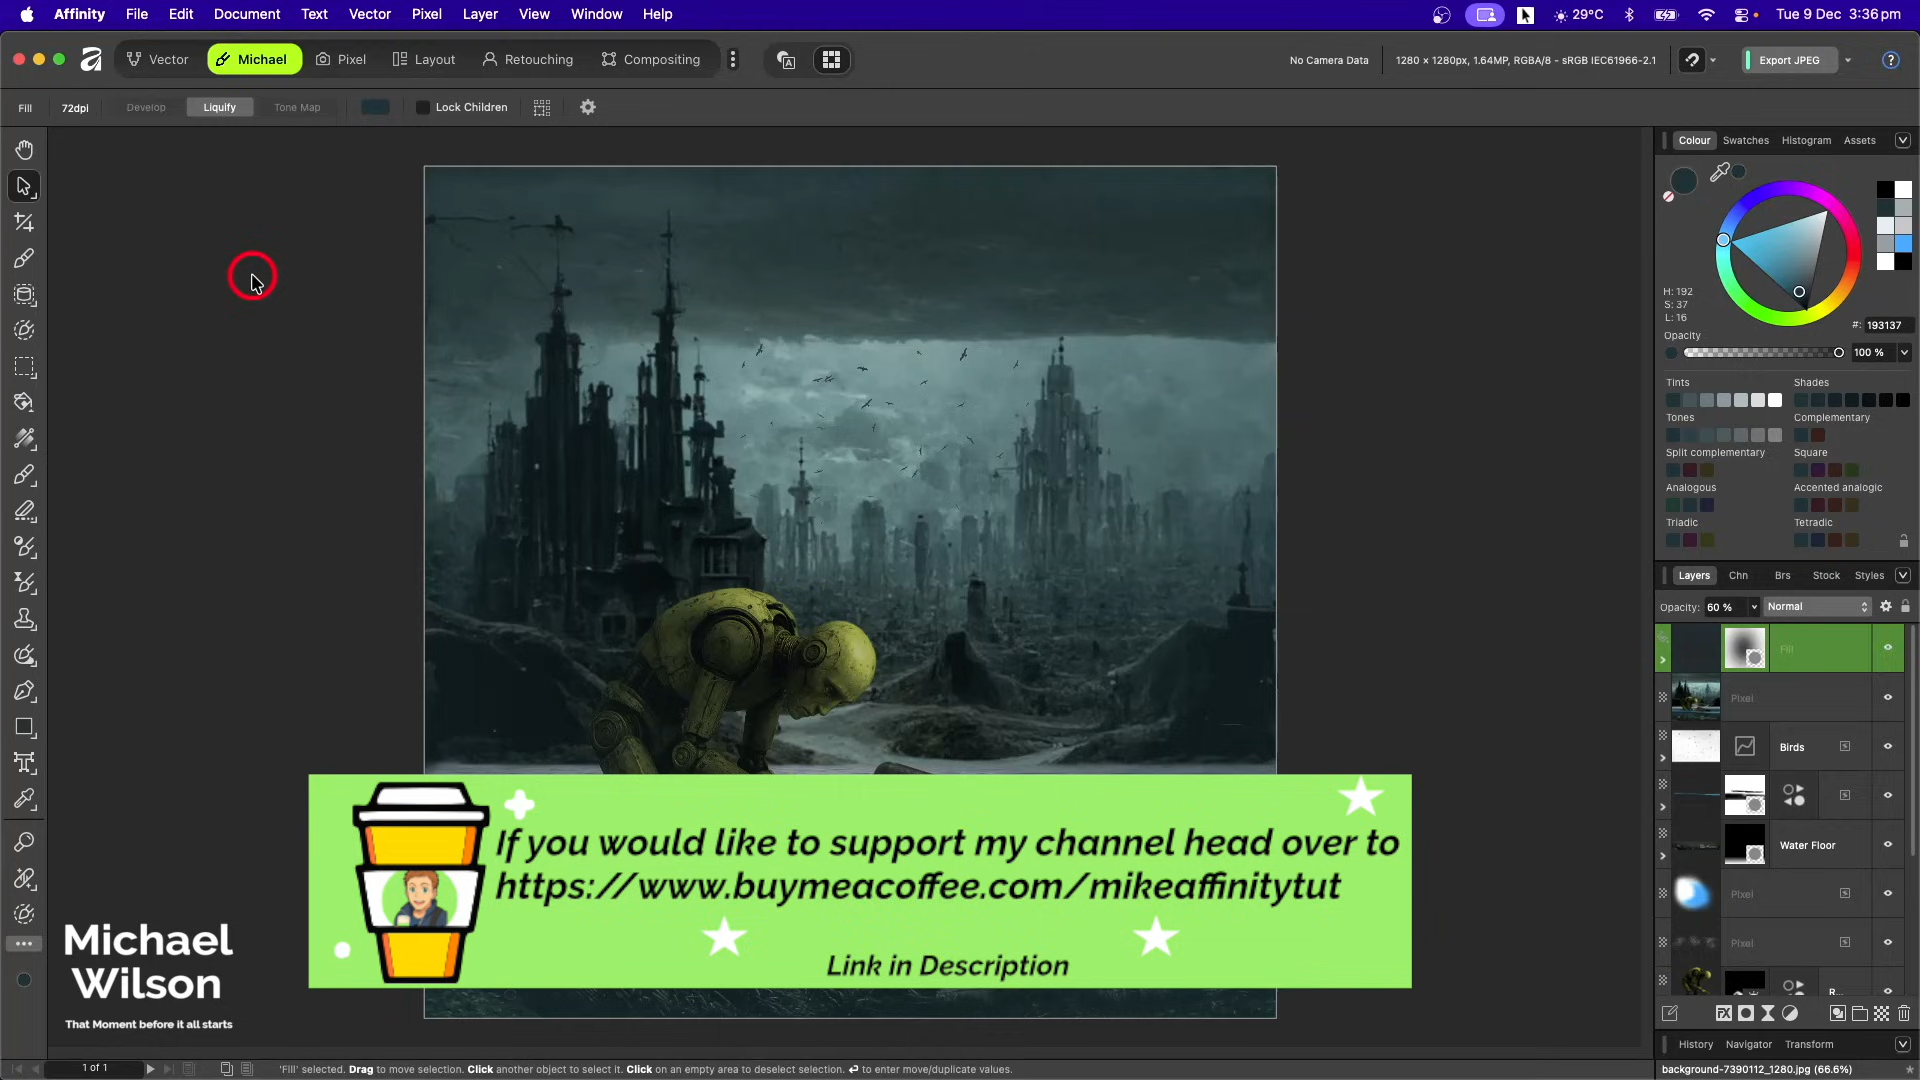 Affinity File Edit Document Text Vector Pixel Layer View Window Help 29°C Tue 9 Dec 3:36 pm
Vector Michael Pixel Layout Retouching Compositing No Camera Data 1280 × 1280px, 1.64MP, RGBA/8 - sRGB IEC61966-2.1 Export JPEG ?
Fill 72dpi Develop Liquify Tone Map Lock Children
Colour Swatches Histogram Assets
H: 192
S: 37
L: 16
#: 193137
Opacity
100 %
Tints Shades
Tones Complementary
Split complementary Square
Analogous Accented analogic
Triadic Tetradic
Layers Chn Brs Stock Styles
Opacity: 60 % Normal
Fill
Pixel
Birds
Water Floor
Pixel
Pixel
R...
If you would like to support my channel head over to
https://www.buymeacoffee.com/mikeaffinitytut
Link in Description
Michael
Wilson
That Moment before it all starts
History Navigator Transform
1 of 1 'Fill' selected. Drag to move selection. Click another object to select it. Click on an empty area to deselect selection. ⏎ to enter move/duplicate values. background-7390112_1280.jpg (66.6%)